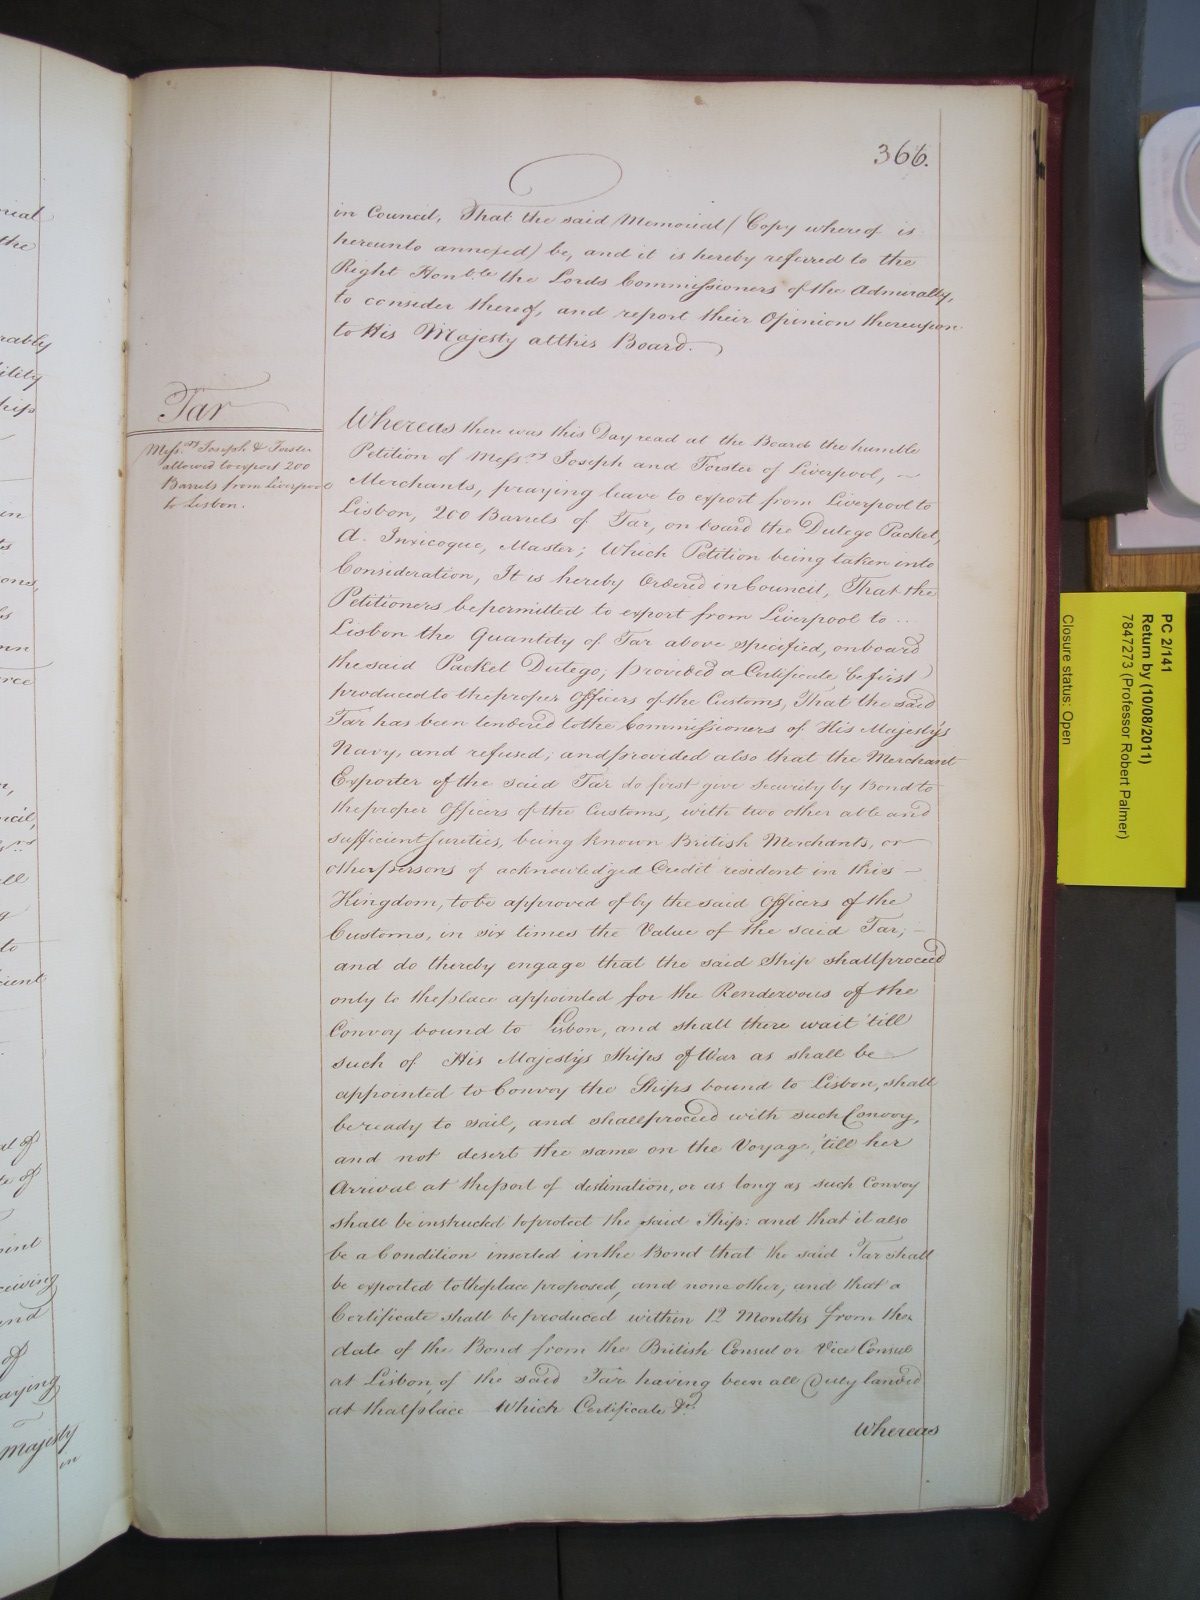 366.
in Council, That the said Memorial (Copy whereof is
hereunto annexed) be, and it is hereby referred to the
Right Honble the Lords Commissioners of the Admiralty,
to consider thereof, and report their Opinion thereupon
to His Majesty at this Board.
Tar
Messrs Joseph & Forster
allowed to export 200
Barrels from Liverpool
to Lisbon.
Whereas there was this Day read at the Board the humble
Petition of Messrs Joseph and Forster of Liverpool,
Merchants, praying leave to export from Liverpool to
Lisbon, 200 Barrels of Tar, on board the Dutego Packet,
A. Master; Which Petition being taken into
Consideration, It is hereby Ordered in Council, That the
Petitioners be permitted to export from Liverpool to ...
Lisbon the Quantity of Tar above specified, on board
the said Packet Dutego; provided a Certificate be first
produced to the proper Officers of the Customs, That the said
Tar has been tendered to the Commissioners of His Majesty's
Navy, and refused; and provided also that the Merchant
Exporter of the said Tar do first give Security by Bond to
the proper Officers of the Customs, with two other able and
sufficient sureties, being known British Merchants, or
other persons of acknowledged Credit resident in this
Kingdom, to be approved of by the said Officers of the
Customs, in six times the Value of the said Tar;
and do thereby engage that the said Ship shall proceed
only to the place appointed for the Rendezvous of the
Convoy bound to Lisbon, and shall there wait 'till
such of His Majestys Ships of War as shall be
appointed to Convoy the Ships bound to Lisbon, shall
be ready to sail, and shall proceed with such Convoy,
and not desert the same on the Voyage, 'till her
Arrival at the port of destination, or as long as such Convoy
shall be instructed to protect the said Ship: and that it also
be a Condition inserted in the Bond that the said Tar shall
be exported to the place proposed, and none other; and that a
Certificate shall be produced within 12 Months from the
date of the Bond from the British Consul or Vice Consul
at Lisbon, of the said Tar having been all duly landed
at that place Which Certificate &c.
Whereas
PC 2/141
Return by (10/08/2011)
7847273 (Professor Robert Palmer)
Closure status: Open